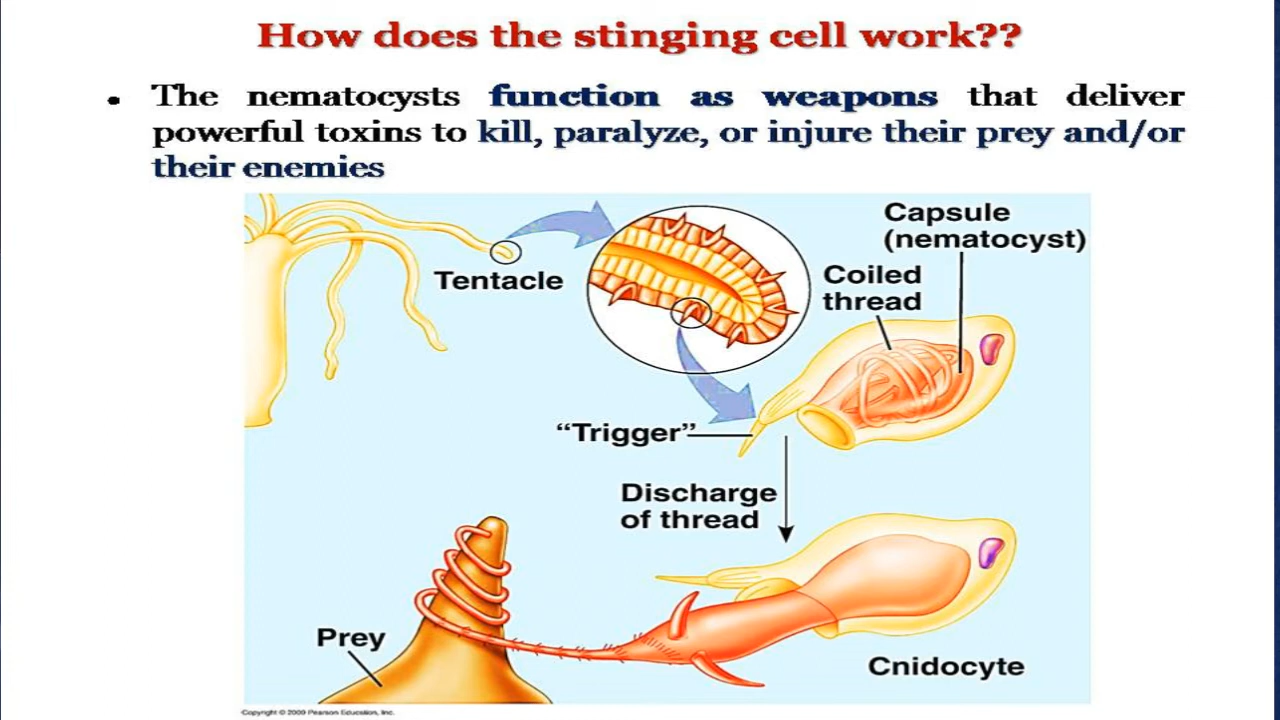 How does the stinging cell work??
• The nematocysts function as weapons that deliver
powerful toxins to kill, paralyze, or injure their prey and/or
their enemies
Capsule
(nematocyst)
Coiled
thread
Tentacle
“Trigger”
Discharge
of thread
Prey
Cnidocyte
Copyright © 2009 Pearson Education, Inc.